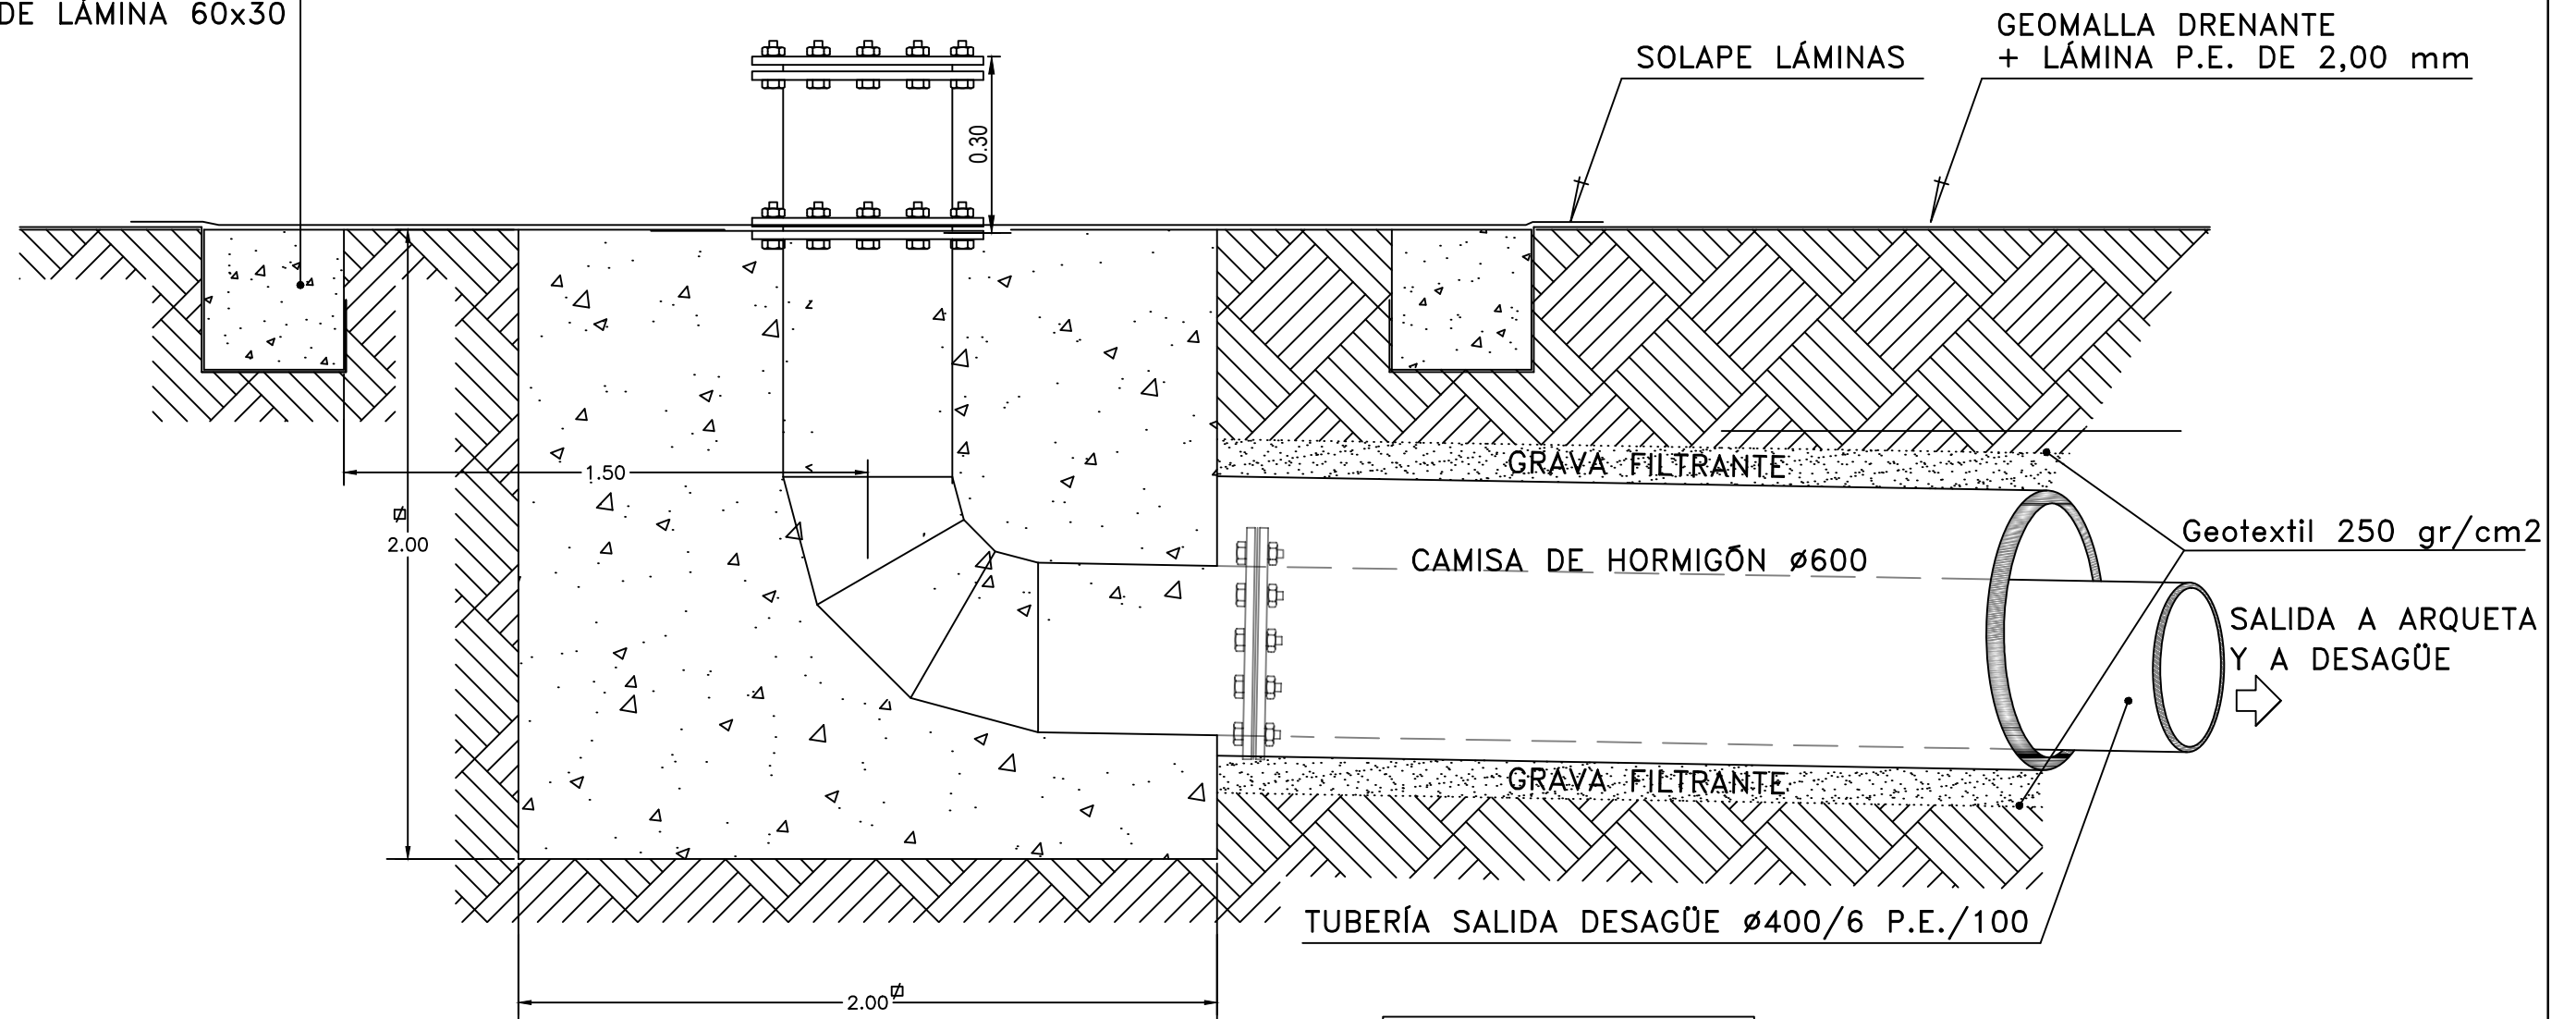 DE LÁMINA 60x30
GEOMALLA DRENANTE
+ LÁMINA P.E. DE 2,00 mm
SOLAPE LÁMINAS
0.30
1.50
2.00
GRAVA FILTRANTE
Geotextil 250 gr/cm2
CAMISA DE HORMIGÓN ø600
SALIDA A ARQUETA
Y A DESAGÜE
GRAVA FILTRANTE
TUBERÍA SALIDA DESAGÜE ø400/6 P.E./100
2.00